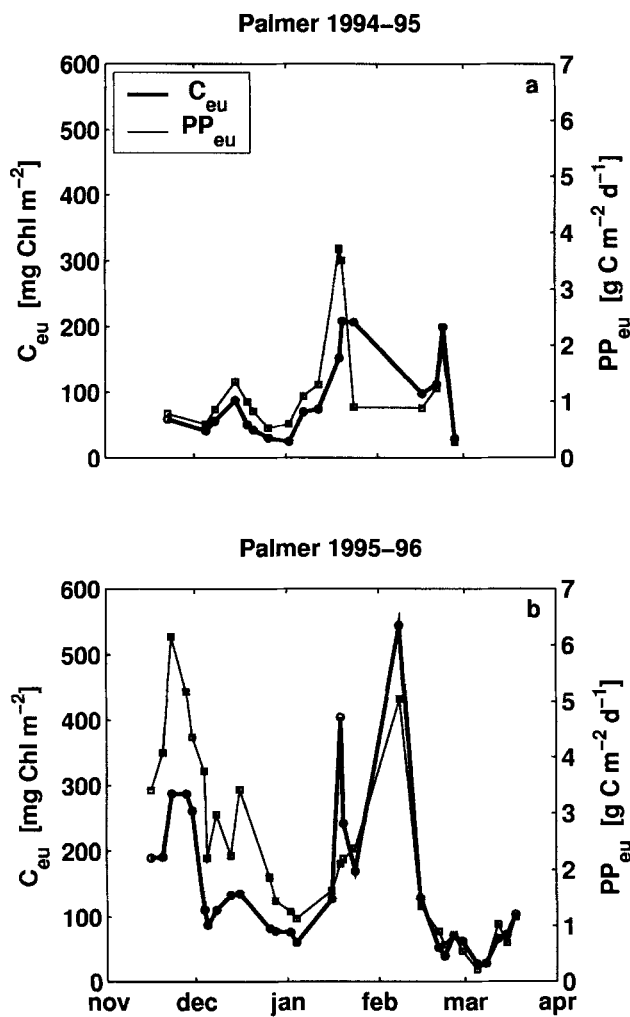 Palmer 1994–95
600
500
400
300
200
100
0
C_eu [mg Chl m⁻²]
C_eu
PP_eu
a
7
6
5
4
3
2
1
0
PP_eu [g C m⁻² d⁻¹]
Palmer 1995–96
600
500
400
300
200
100
0
C_eu [mg Chl m⁻²]
b
7
6
5
4
3
2
1
0
PP_eu [g C m⁻² d⁻¹]
nov dec jan feb mar apr